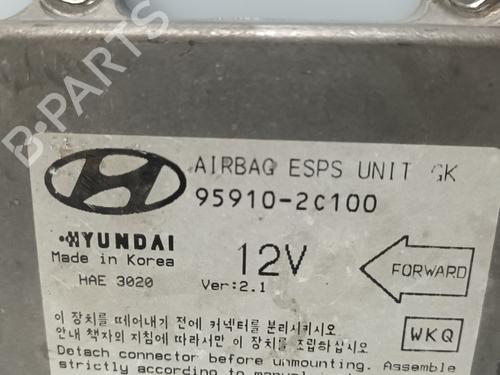 AIRBAG ESPS UNIT GK
95910-2C100
HYUNDAI
Made in Korea
HAE 3020
12V
Ver:2.1
FORWARD
WKQ
이 장치를 떼어내기 전에 커넥터를 분리시키시오
안내 책자의 지침에 따라서만 이 장치를 조립하십시오
Detach connector before unmounting. Assemble
strictly according to manual
B-PARTS